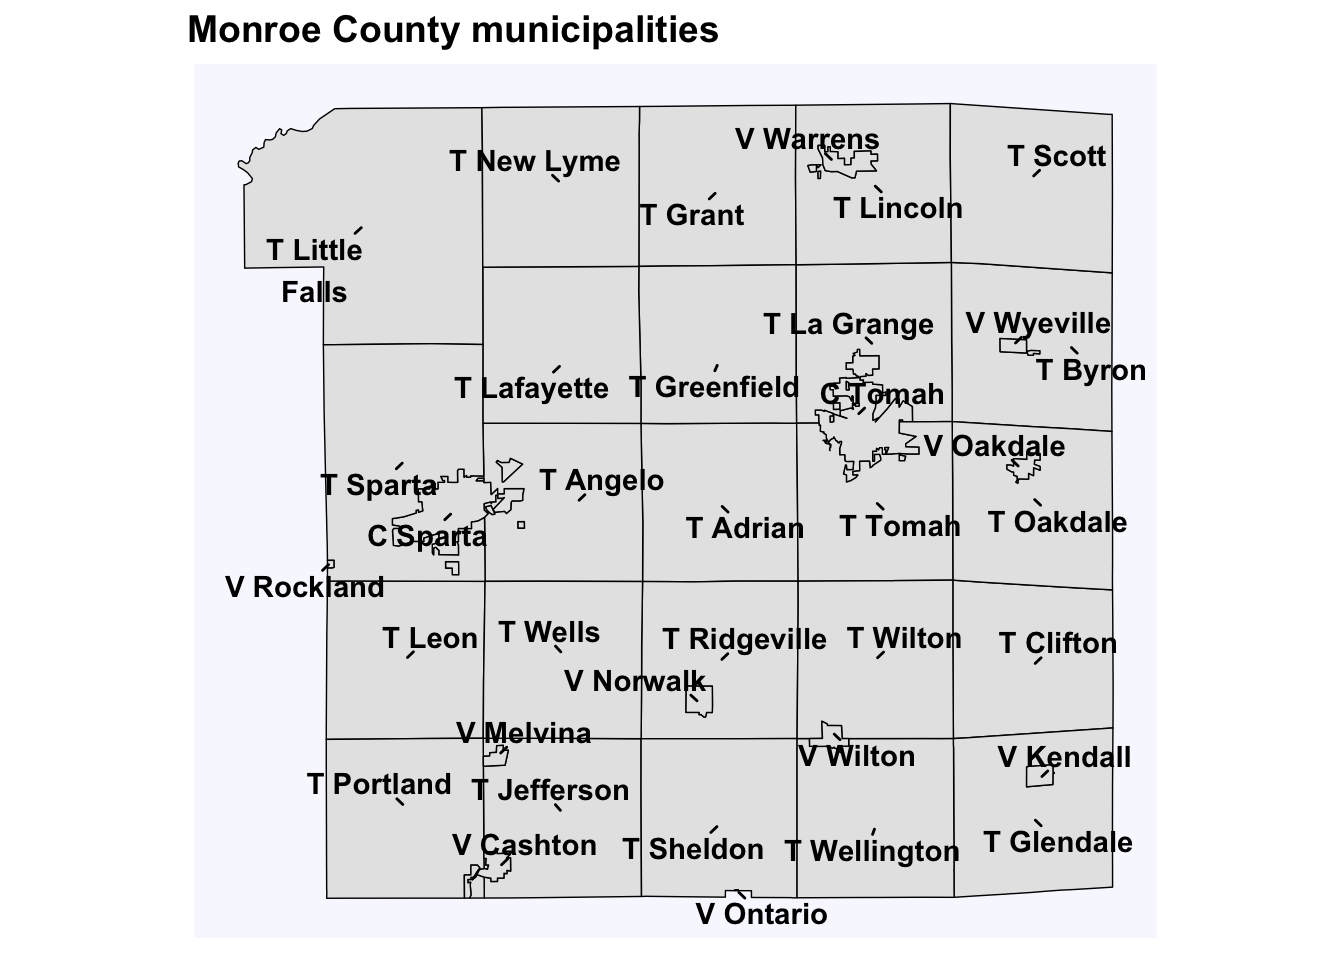 Monroe County municipalities
V Warrens
T New Lyme
T Scott
T Grant
T Lincoln
T Little
Falls
T La Grange
V Wyeville
T Byron
T Lafayette
T Greenfield
C Tomah
V Oakdale
T Sparta
T Angelo
T Adrian
T Tomah
T Oakdale
C Sparta
V Rockland
T Leon
T Wells
T Ridgeville
T Wilton
T Clifton
V Norwalk
V Melvina
V Wilton
V Kendall
T Portland
T Jefferson
V Cashton
T Sheldon
T Wellington
T Glendale
V Ontario